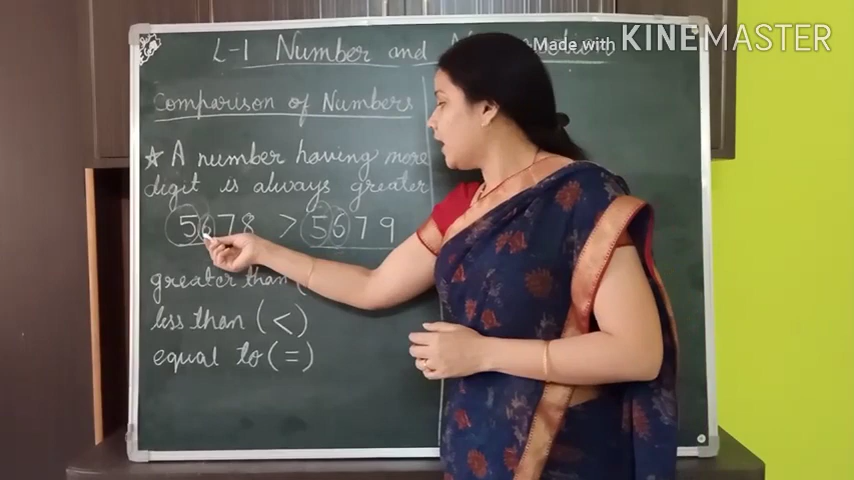 L-1 Number and
Made with KINEMASTER
Comparison of Numbers
★ A number having more
digit is always greater
5678 > 5679
greater than (
less than (<)
equal to (=)